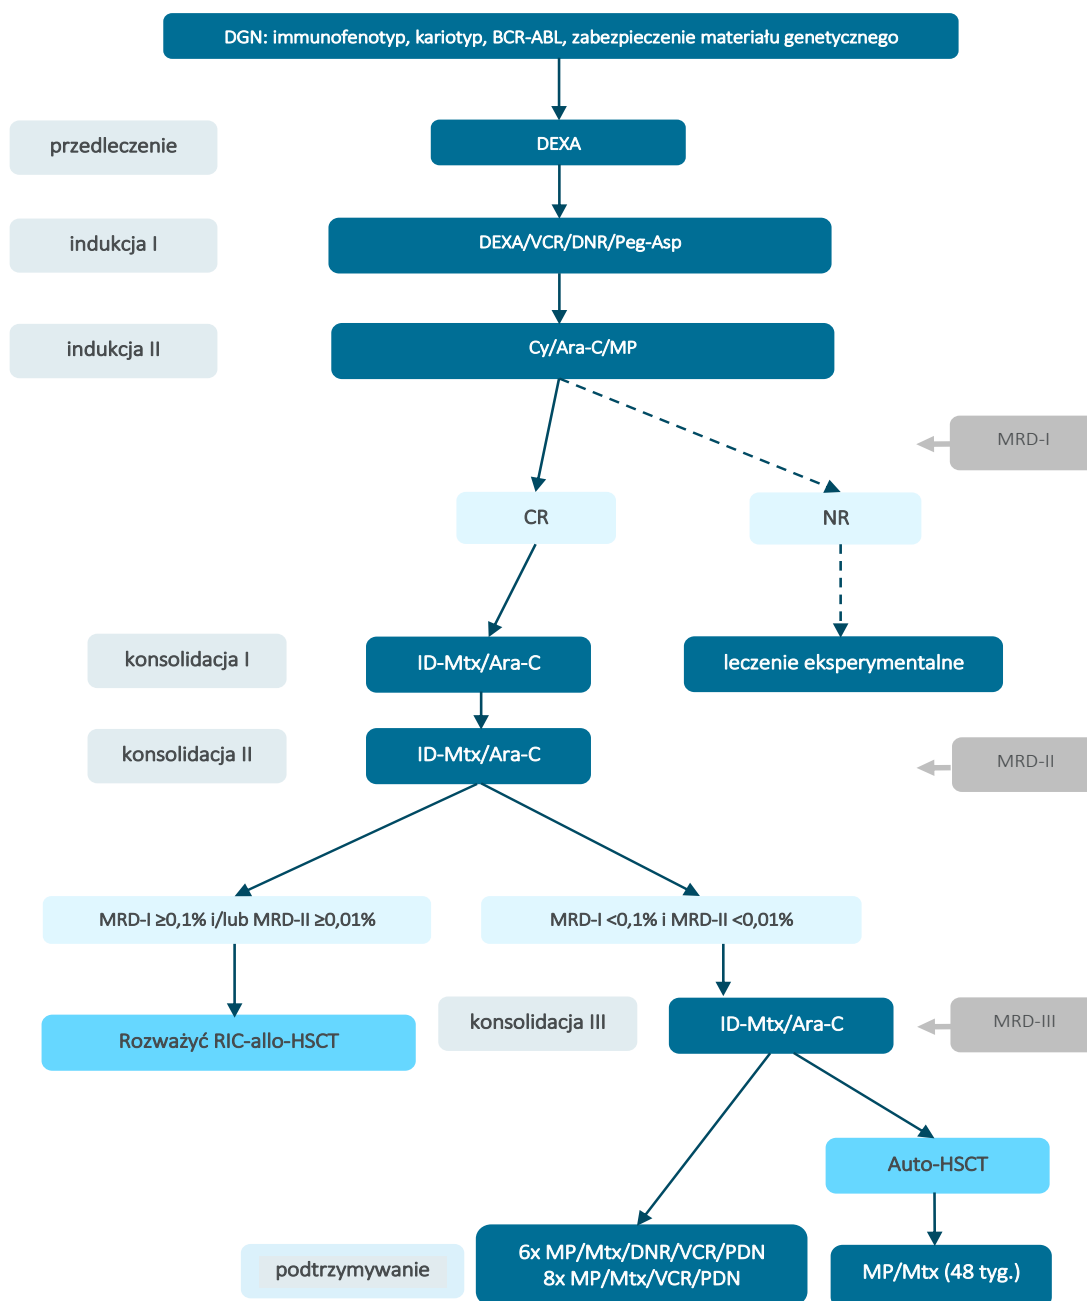 DGN: immunofenotyp, kariotyp, BCR-ABL, zabezpieczenie materiału genetycznego
przedleczenie
DEXA
indukcja I
DEXA/VCR/DNR/Peg-Asp
indukcja II
Cy/Ara-C/MP
MRD-I
CR
NR
konsolidacja I
ID-Mtx/Ara-C
leczenie eksperymentalne
konsolidacja II
ID-Mtx/Ara-C
MRD-II
MRD-I ≥0,1% i/lub MRD-II ≥0,01%
MRD-I <0,1% i MRD-II <0,01%
Rozważyć RIC-allo-HSCT
konsolidacja III
ID-Mtx/Ara-C
MRD-III
Auto-HSCT
podtrzymywanie
6x MP/Mtx/DNR/VCR/PDN
8x MP/Mtx/VCR/PDN
MP/Mtx (48 tyg.)